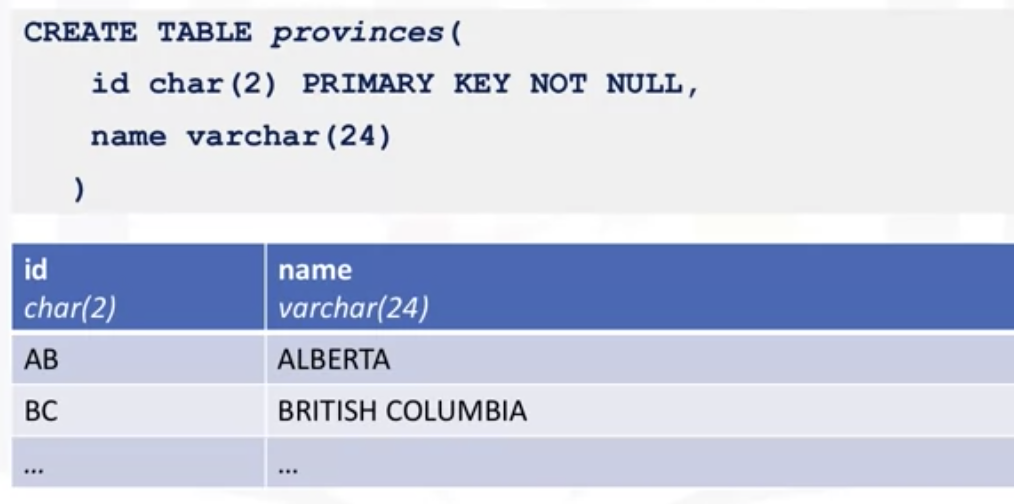 CREATE TABLE provinces(
id char(2) PRIMARY KEY NOT NULL,
name varchar(24)
)
id name
char(2) varchar(24)
AB ALBERTA
BC BRITISH COLUMBIA
... ...